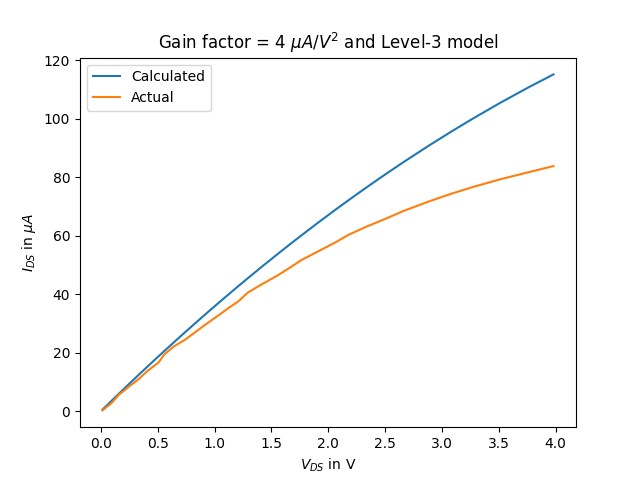 Gain factor = 4 μA/V² and Level-3 model
Calculated
Actual
120
100
80
60
40
20
0
I_DS in μA
0.0 0.5 1.0 1.5 2.0 2.5 3.0 3.5 4.0
V_DS in V